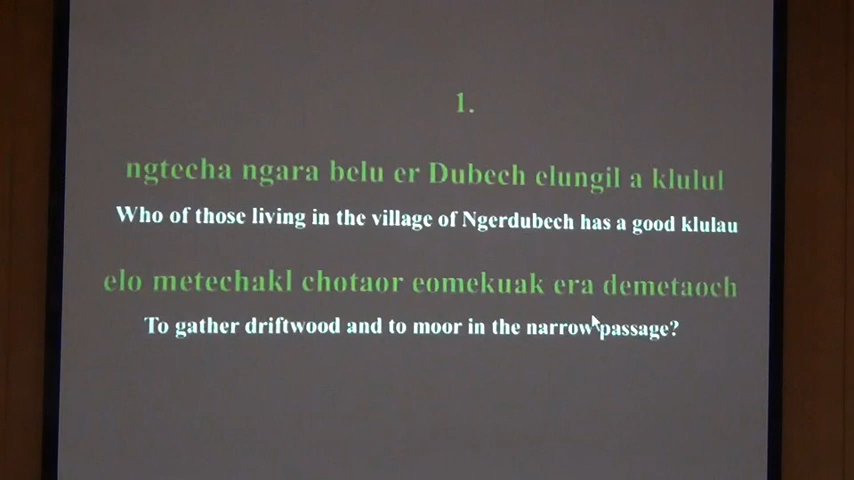 1.
ngtecha ngara belu er Dubech elungil a klulul
Who of those living in the village of Ngerdubech has a good klulau
elo metechakl chotaor eomekuak era demetaoch
To gather driftwood and to moor in the narrow passage?